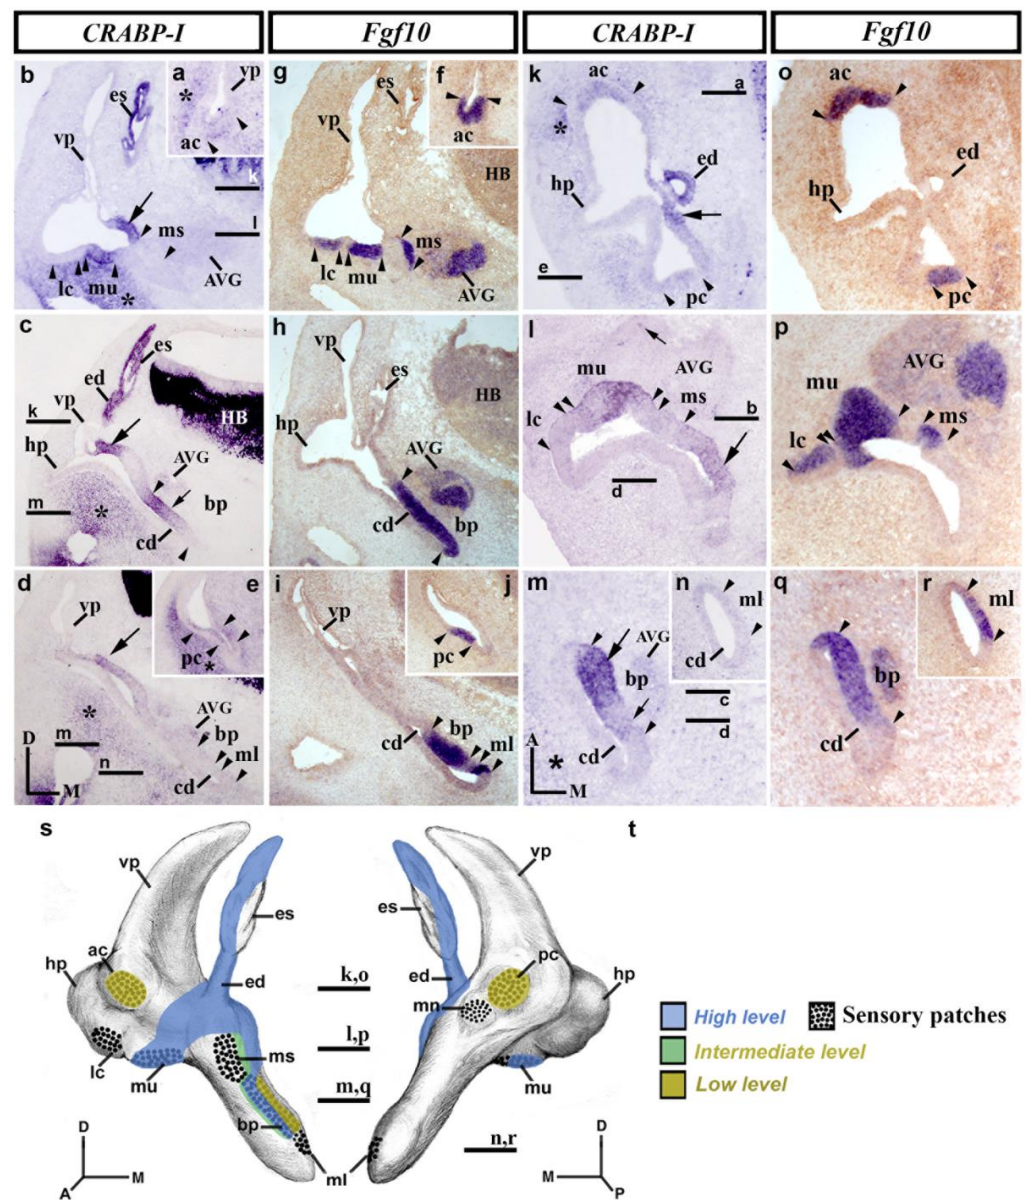 CRABP-I Fgf10 CRABP-I Fgf10
b a vp
es
vp
ac
k
l
ms
AVG
lc mu
*
*
g es f
vp
ac
HB
ms
lc mu
AVG
k ac
a
*
ed
hp
e
pc
o ac
ed
hp
pc
c
es
ed
vp
k
HB
hp
AVG
m
*
bp
cd
h vp
es
HB
hp
AVG
cd bp
l
mu AVG
ms
lc
b
d
p
AVG
mu
ms
lc
d
vp
e
pc
*
*
AVG
m
bp
D
ml
n
cd
M
i
vp
j
pc
bp
cd ml
m
n
ml
cd
AVG
bp
c
d
A
cd
*
M
q
r
ml
bp
cd
s t
vp vp
es es
ac pc
hp hp
ed ed
k,o
mn
l,p
ms
lc mu mu
m,q
bp
n,r
ml
D D
M M
A P
High level Sensory patches
Intermediate level
Low level